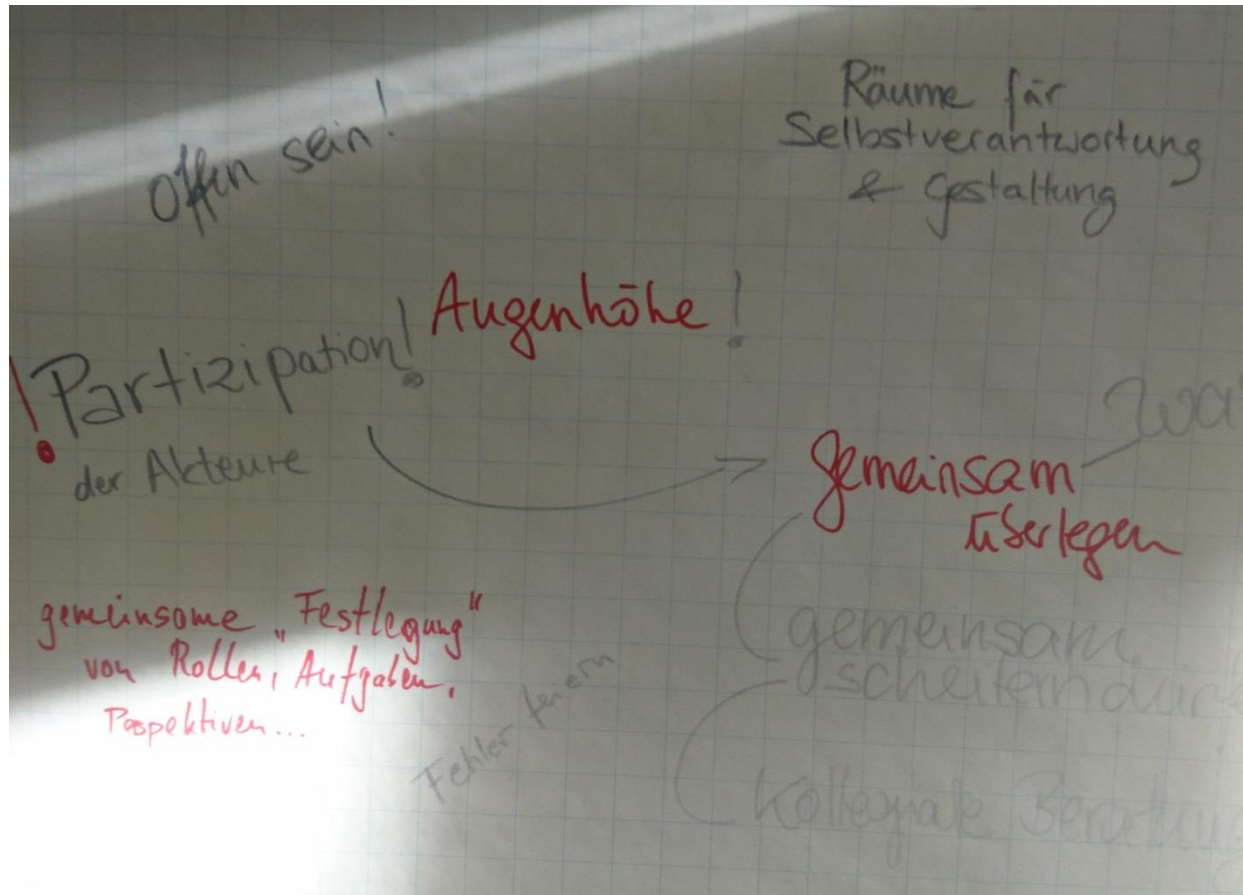 Offen sein!
Räume für
Selbstverantwortung
& Gestaltung
Augenhöhe!
! Partizipation!
der Akteure
gemeinsam
überlegen
gemeinsame „Festlegung“
von Rollen, Aufgaben,
Perspektiven...
Fehler feiern
gemeinsam
scheitern
Kollegiale Beratung